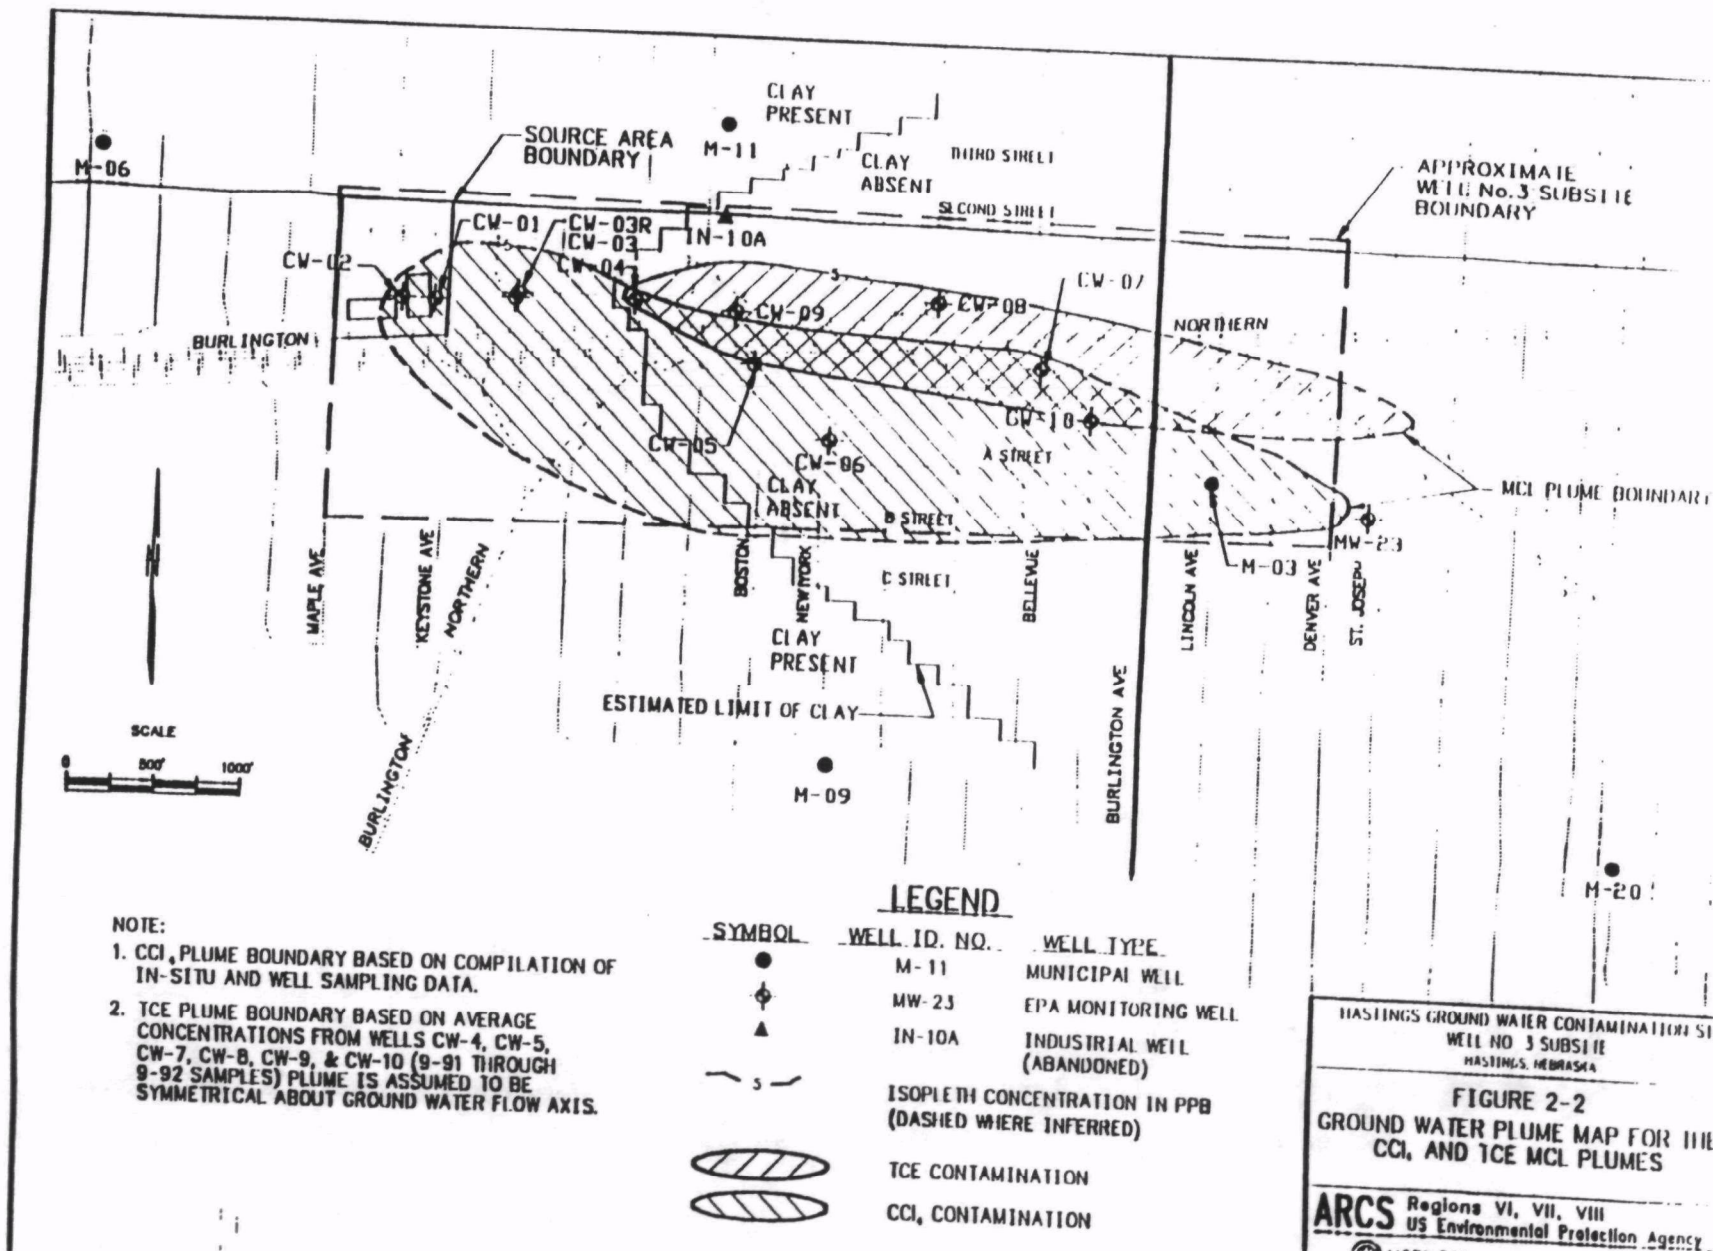 CLAY
PRESENT
M-06
SOURCE AREA
BOUNDARY
M-11
CLAY
ABSENT
THIRD STREET
APPROXIMATE
WELL No.3 SUBSITE
BOUNDARY
SECOND STREET
CW-01
CW-03R
CW-03
IN-10A
CW-02
CW-04
5
5
CW-07
CW-09
CW-08
NORTHERN
BURLINGTON
CW-05
CW-10
CW-06
A STREET
CLAY
ABSENT
B STREET
MCL PLUME BOUNDARY
MW-23
M-03
N
MAPLE AVE
KEYSTONE AVE
NORTHERN
BOSTON
NEW YORK
C STREET
BELLEVUE
LINCOLN AVE
DENVER AVE
ST. JOSEPH
CLAY
PRESENT
ESTIMATED LIMIT OF CLAY
BURLINGTON AVE
SCALE
0 500' 1000'
BURLINGTON
M-09
M-20
NOTE:
1. CCl₄ PLUME BOUNDARY BASED ON COMPILATION OF
IN-SITU AND WELL SAMPLING DATA.
2. TCE PLUME BOUNDARY BASED ON AVERAGE
CONCENTRATIONS FROM WELLS CW-4, CW-5,
CW-7, CW-8, CW-9, & CW-10 (9-91 THROUGH
9-92 SAMPLES) PLUME IS ASSUMED TO BE
SYMMETRICAL ABOUT GROUND WATER FLOW AXIS.
LEGEND
SYMBOL WELL ID. NO. WELL TYPE
M-11 MUNICIPAL WELL
MW-23 EPA MONITORING WELL
IN-10A INDUSTRIAL WELL
(ABANDONED)
5 ISOPLETH CONCENTRATION IN PPB
(DASHED WHERE INFERRED)
TCE CONTAMINATION
CCl₄ CONTAMINATION
HASTINGS GROUND WATER CONTAMINATION SI
WELL NO. 3 SUBSITE
HASTINGS, NEBRASKA
FIGURE 2-2
GROUND WATER PLUME MAP FOR THE
CCl₄ AND TCE MCL PLUMES
ARCS Regions VI, VII, VIII
US Environmental Protection Agency